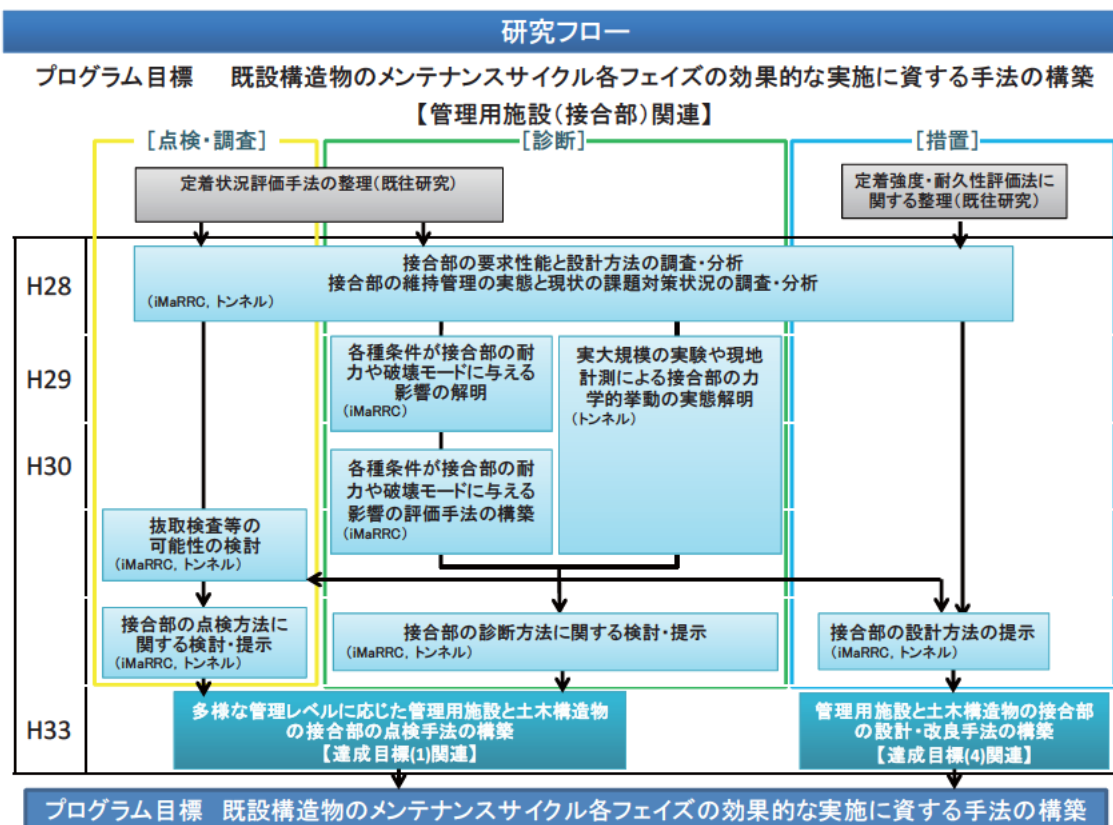 研究フロー
プログラム目標 既設構造物のメンテナンスサイクル各フェイズの効果的な実施に資する手法の構築
【管理用施設(接合部)関連】
[点検・調査]
[診断]
[措置]
定着状況評価手法の整理(既往研究)
定着強度・耐久性評価法に
関する整理(既往研究)
H28
接合部の要求性能と設計方法の調査・分析
接合部の維持管理の実態と現状の課題対策状況の調査・分析
(iMaRRC, トンネル)
H29
各種条件が接合部の耐
力や破壊モードに与える
影響の解明
(iMaRRC)
実大規模の実験や現地
計測による接合部の力
学的挙動の実態解明
(トンネル)
H30
各種条件が接合部の耐
力や破壊モードに与える
影響の評価手法の構築
(iMaRRC)
抜取検査等の
可能性の検討
(iMaRRC, トンネル)
接合部の点検方法に
関する検討・提示
(iMaRRC, トンネル)
接合部の診断方法に関する検討・提示
(iMaRRC, トンネル)
接合部の設計方法の提示
(iMaRRC, トンネル)
H33
多様な管理レベルに応じた管理用施設と土木構造物
の接合部の点検手法の構築
【達成目標(1)関連】
管理用施設と土木構造物の接合部
の設計・改良手法の構築
【達成目標(4)関連】
プログラム目標 既設構造物のメンテナンスサイクル各フェイズの効果的な実施に資する手法の構築